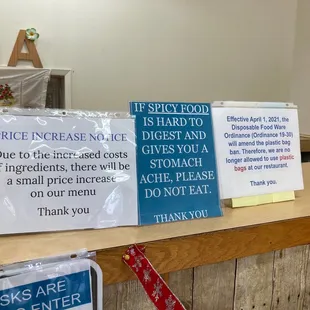 A
PRICE INCREASE NOTICE
Due to the increased costs
of ingredients, there will be
a small price increase
on our menu
Thank you
IF SPICY FOOD
IS HARD TO
DIGEST AND
GIVES YOU A
STOMACH
ACHE, PLEASE
DO NOT EAT.
THANK YOU
Effective April 1, 2021, the
Disposable Food Ware
Ordinance (Ordinance 19-30)
will amend the plastic bag
ban. Therefore, we are no
longer allowed to use plastic
bags at our restaurant.
Thank you.
SKS ARE
ENTER